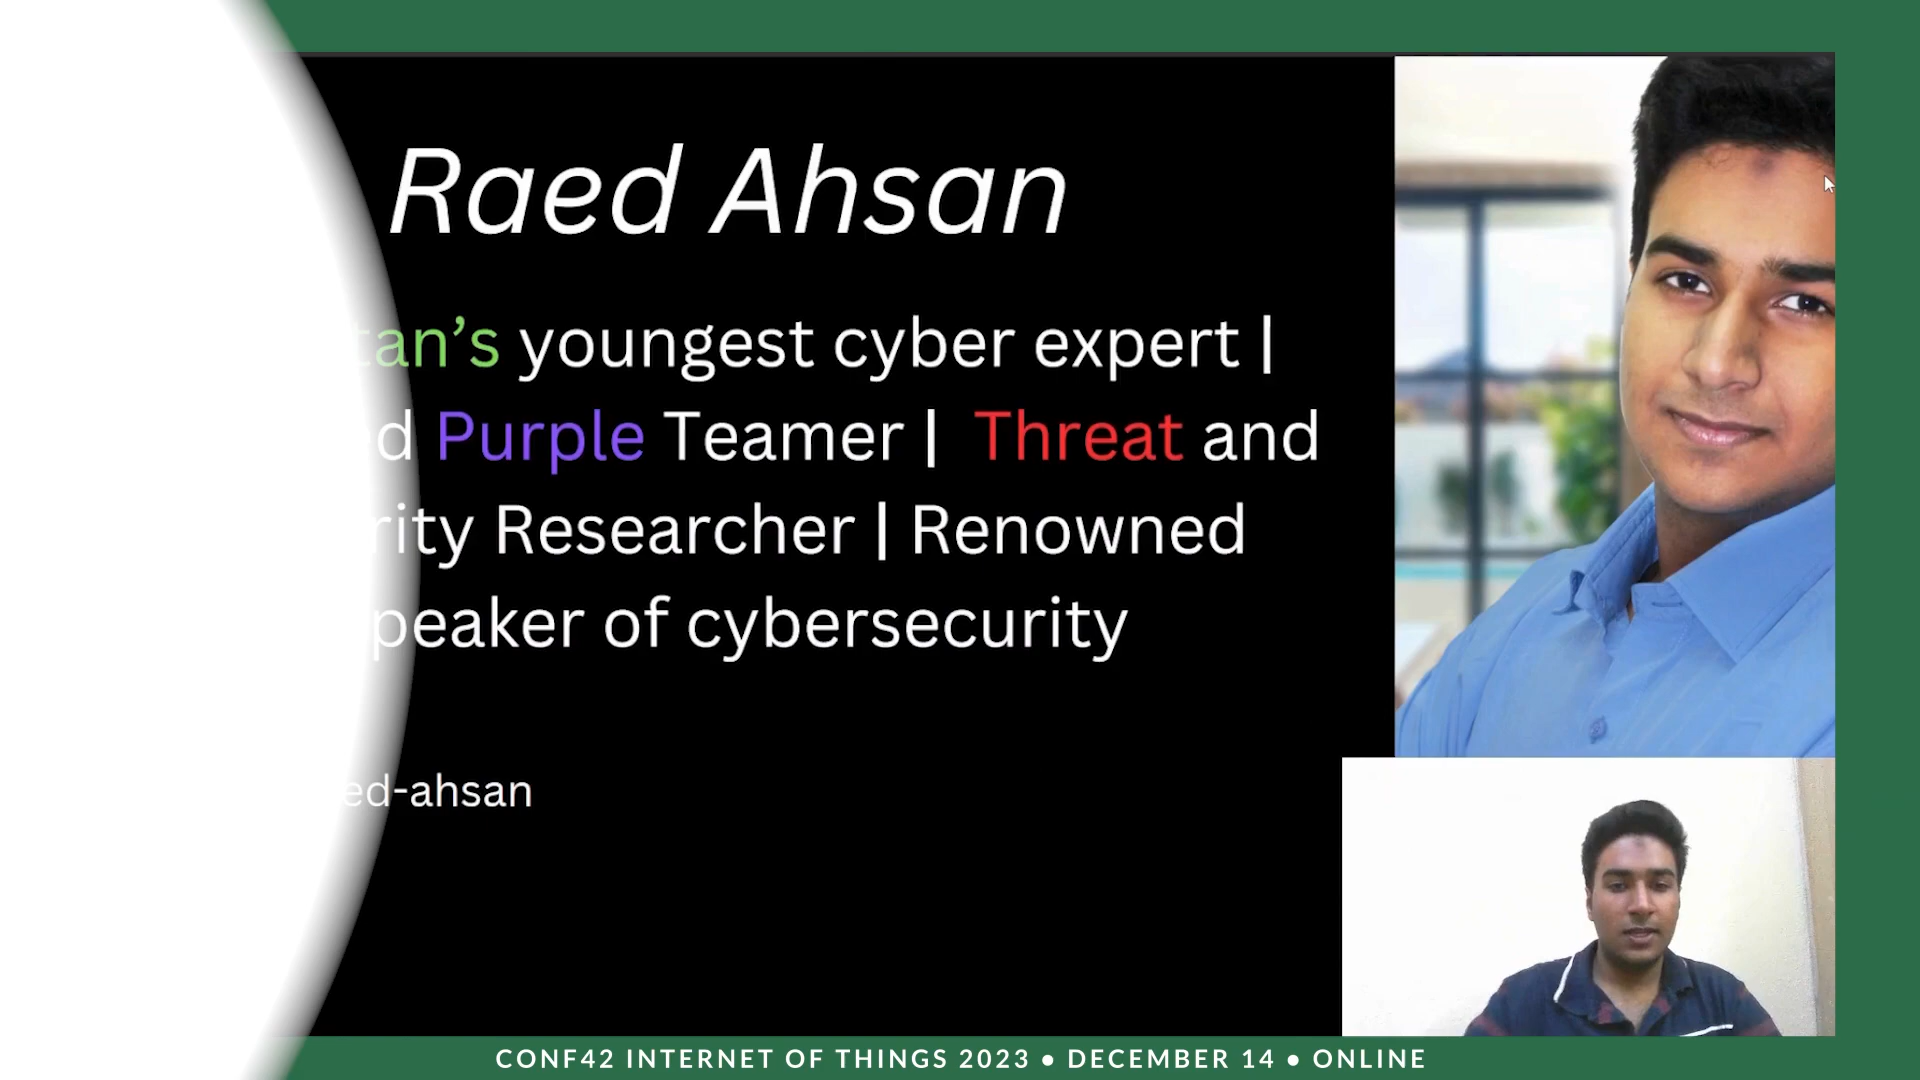 Raed Ahsan
tan's youngest cyber expert |
d Purple Teamer | Threat and
rity Researcher | Renowned
peaker of cybersecurity
ed-ahsan
CONF42 INTERNET OF THINGS 2023 • DECEMBER 14 • ONLINE